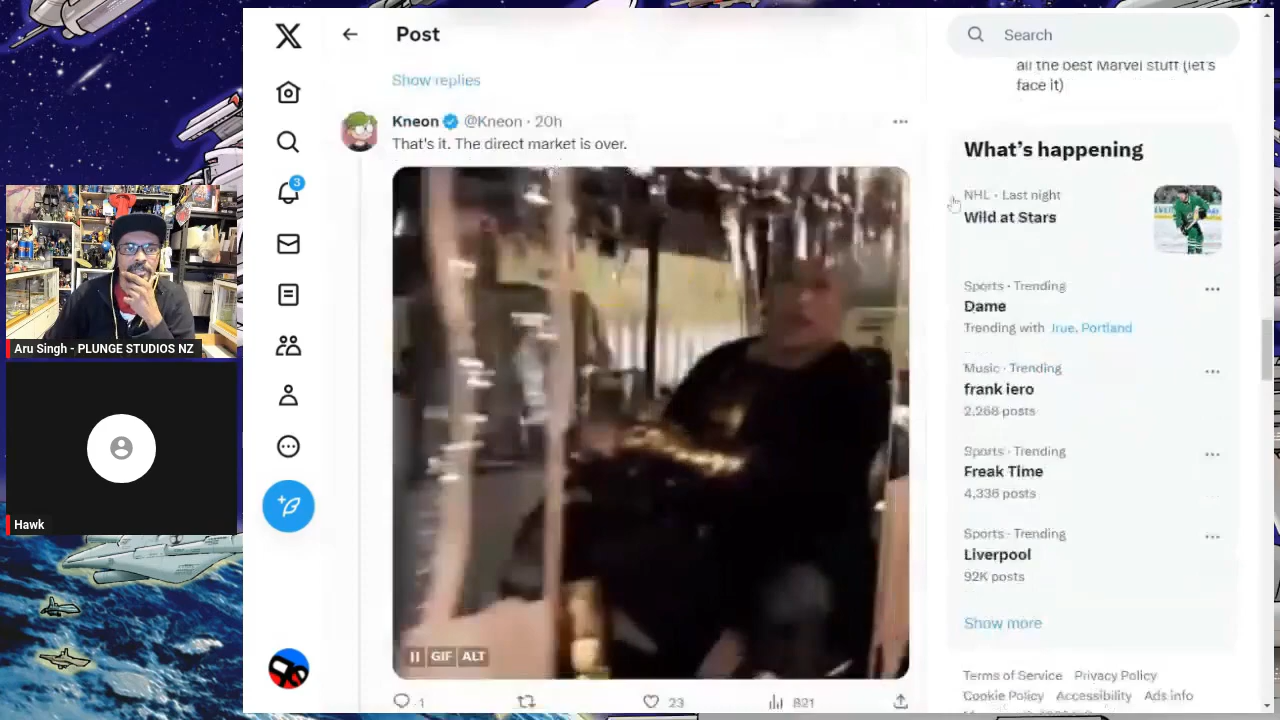 Post
Search
Show replies
all the best Marvel stuff (let's
face it)
Kneon @Kneon · 20h
That's it. The direct market is over.
GIF ALT
1
23
821
3
What's happening
NHL · Last night
Wild at Stars
Sports · Trending
Dame
Trending with Jrue, Portland
Music · Trending
frank iero
2,268 posts
Sports · Trending
Freak Time
4,336 posts
Sports · Trending
Liverpool
92K posts
Show more
Terms of Service Privacy Policy
Cookie Policy Accessibility Ads info
Aru Singh - PLUNGE STUDIOS NZ
Hawk